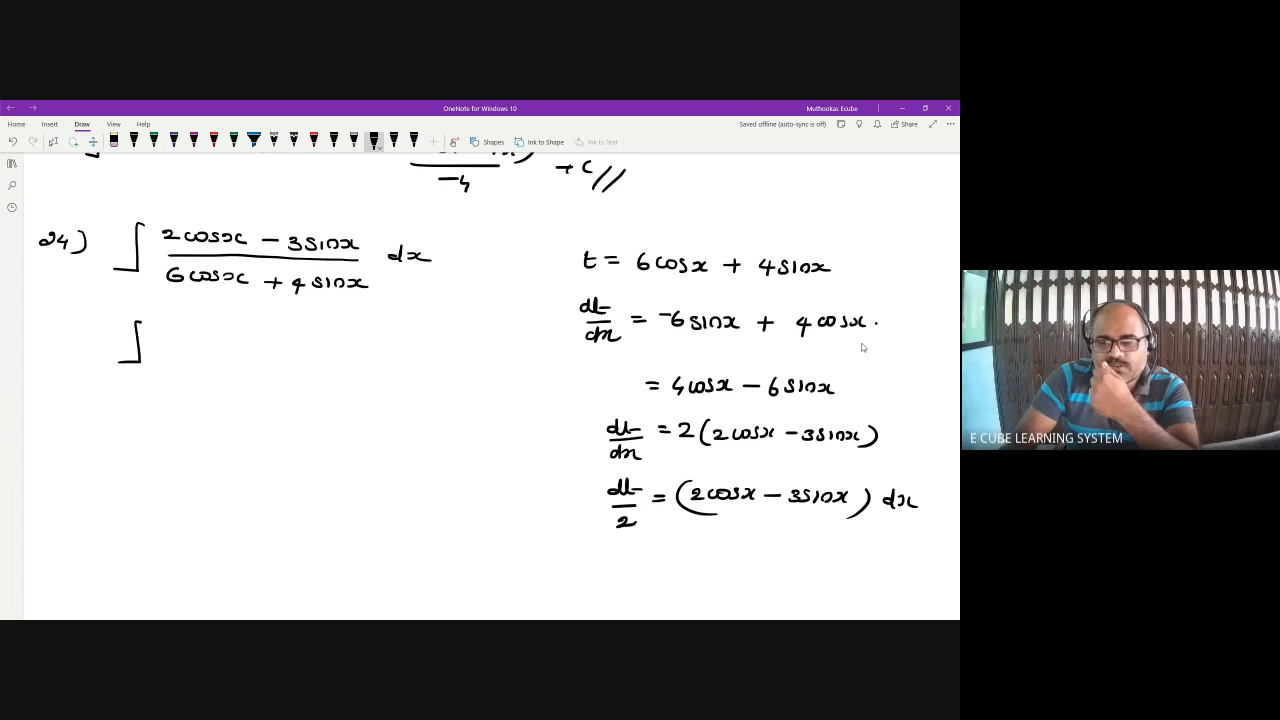 OneNote for Windows 10
Muthookas Ecube
Home Insert Draw View Help
Saved offline (auto-sync is off)
Share
Shapes
Ink to Shape
Ink to Text
-4
+ C //
24) ∫ (2cosx - 3sinx)/(6cosx + 4sinx) dx
∫
t = 6cosx + 4sinx
dt/dx = -6sinx + 4cosx.
= 4cosx - 6sinx
dt/dx = 2(2cosx - 3sinx)
dt/2 = (2cosx - 3sinx) dx
E CUBE LEARNING SYSTEM